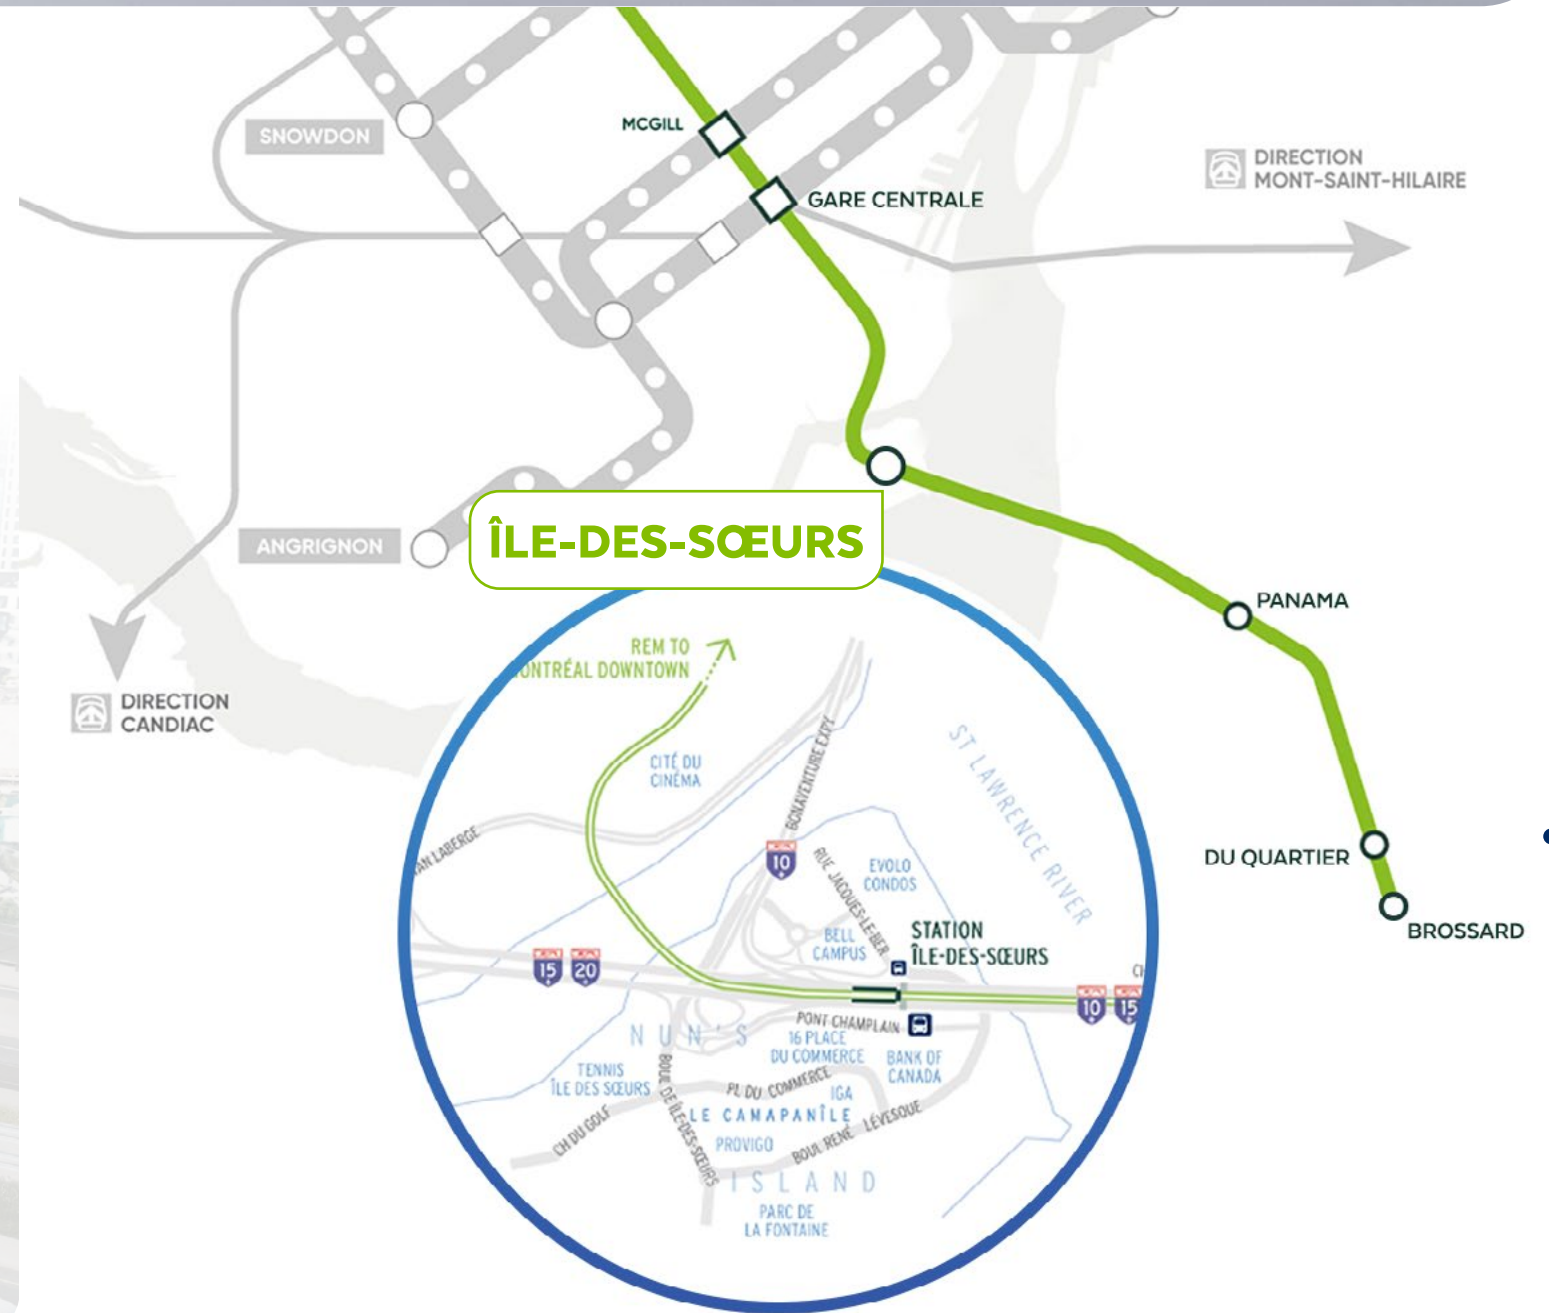 MCGILL
SNOWDON
DIRECTION
MONT-SAINT-HILAIRE
GARE CENTRALE
ÎLE-DES-SŒURS
ANGRIGNON
PANAMA
DIRECTION
CANDIAC
DU QUARTIER
BROSSARD
REM TO
ONTRÉAL DOWNTOWN
CITÉ DU
CINÉMA
BONAVENTURE EXPY
ST LAWRENCE RIVER
AN LABERGE
10
RUE JACQUES-LE-BER
EVOLO
CONDOS
BELL
CAMPUS
STATION
ÎLE-DES-SŒURS
15 20
CH
10 15
PONT CHAMPLAIN
NUN'S
16 PLACE
DU COMMERCE
BANK OF
CANADA
TENNIS
ÎLE DES SŒURS
BOUL DE ÎLE-DES-SŒURS
PL DU COMMERCE
IGA
LE CAMAPANÎLE
CH DU GOLF
PROVIGO
BOUL RENÉ LÉVESQUE
ISLAND
PARC DE
LA FONTAINE